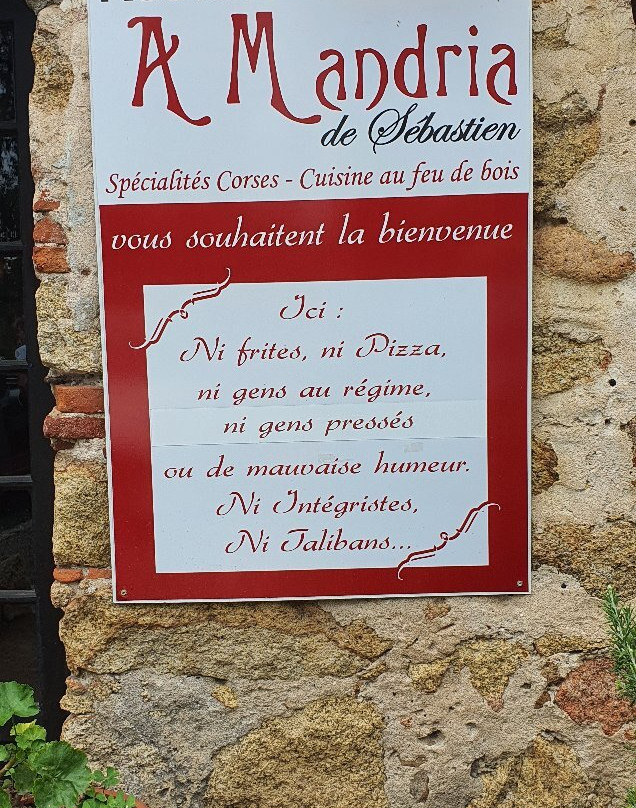 A Mandria
de Sébastien
Spécialités Corses - Cuisine au feu de bois
vous souhaitent la bienvenue
Ici :
Ni frites, ni Pizza,
ni gens au régime,
ni gens pressés
ou de mauvaise humeur.
Ni Intégristes,
Ni Talibans...